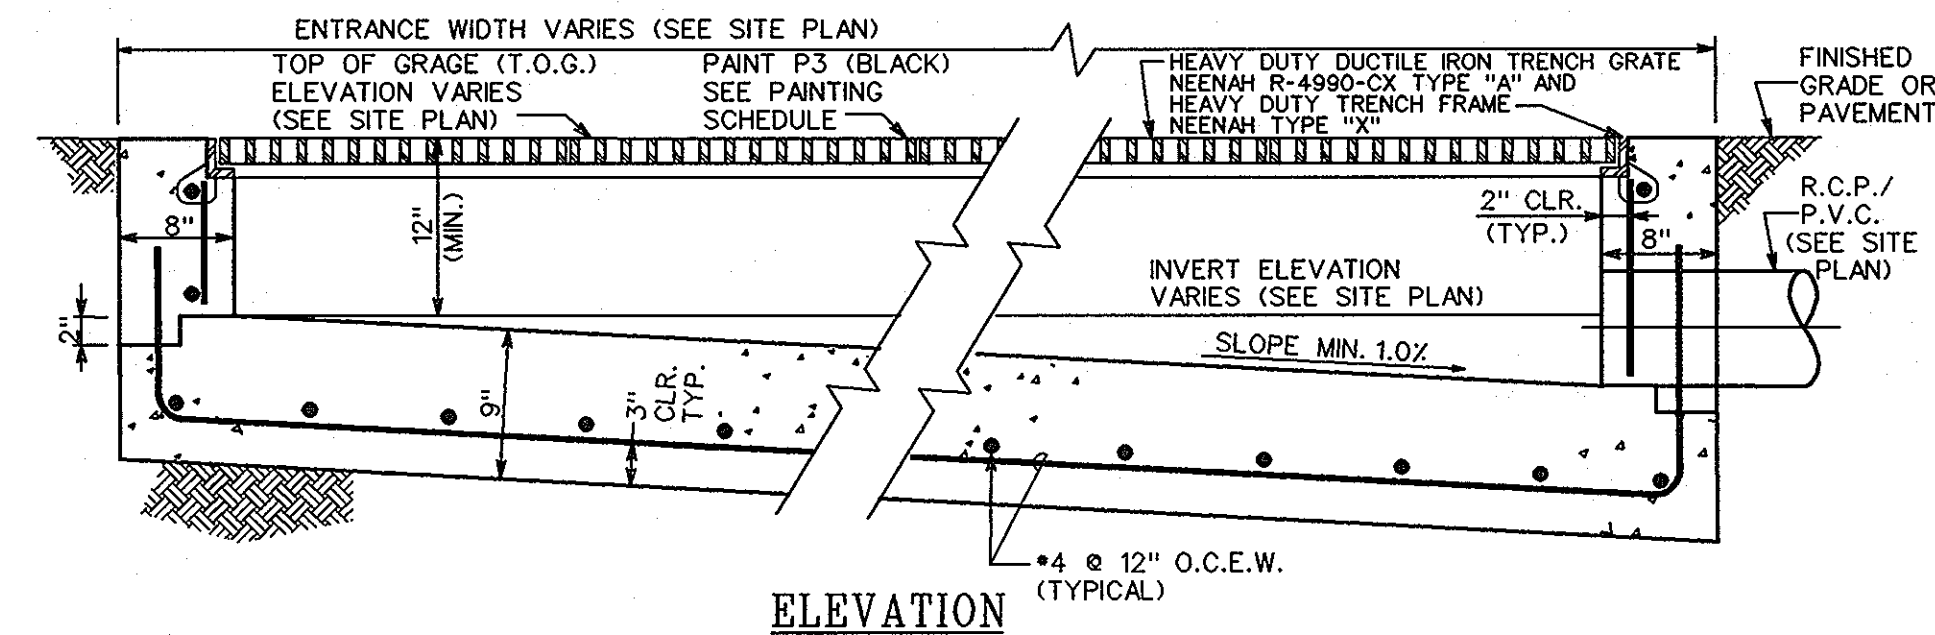 ENTRANCE WIDTH VARIES (SEE SITE PLAN)
TOP OF GRAGE (T.O.G.)
ELEVATION VARIES
(SEE SITE PLAN)
PAINT P3 (BLACK)
SEE PAINTING
SCHEDULE
HEAVY DUTY DUCTILE IRON TRENCH GRATE
NEENAH R-4990-CX TYPE "A" AND
HEAVY DUTY TRENCH FRAME
NEENAH TYPE "X"
FINISHED
GRADE OR
PAVEMENT
8"
12"
(MIN.)
2" CLR.
(TYP.)
8"
R.C.P./
P.V.C.
(SEE SITE
PLAN)
INVERT ELEVATION
VARIES (SEE SITE PLAN)
2"
SLOPE MIN. 1.0%
9"
3"
CLR.
TYP.
#4 @ 12" O.C.E.W.
(TYPICAL)
ELEVATION